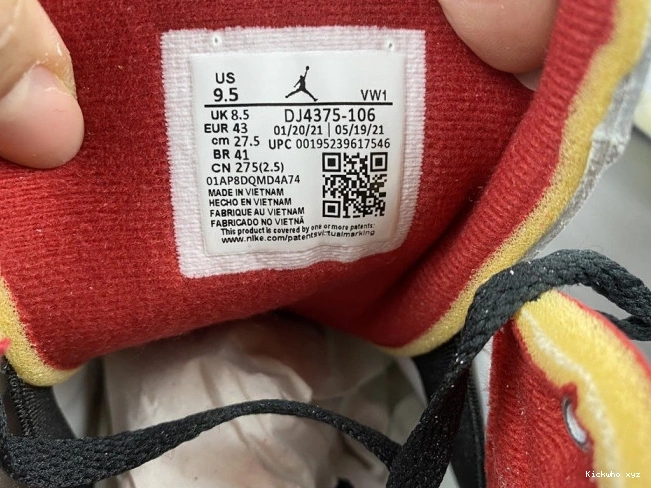 US
9.5
VW1
UK 8.5
DJ4375-106
EUR 43
01/20/21 | 05/19/21
cm 27.5
UPC 00195239617546
BR 41
CN 275(2.5)
01AP8DQMD4A74
MADE IN VIETNAM
HECHO EN VIETNAM
FABRIQUE AU VIETNAM
FABRICADO NO VIETNÃ
This product is covered by one or more patents:
www.nike.com/patentsvirtualmarking
Kickwho xyz